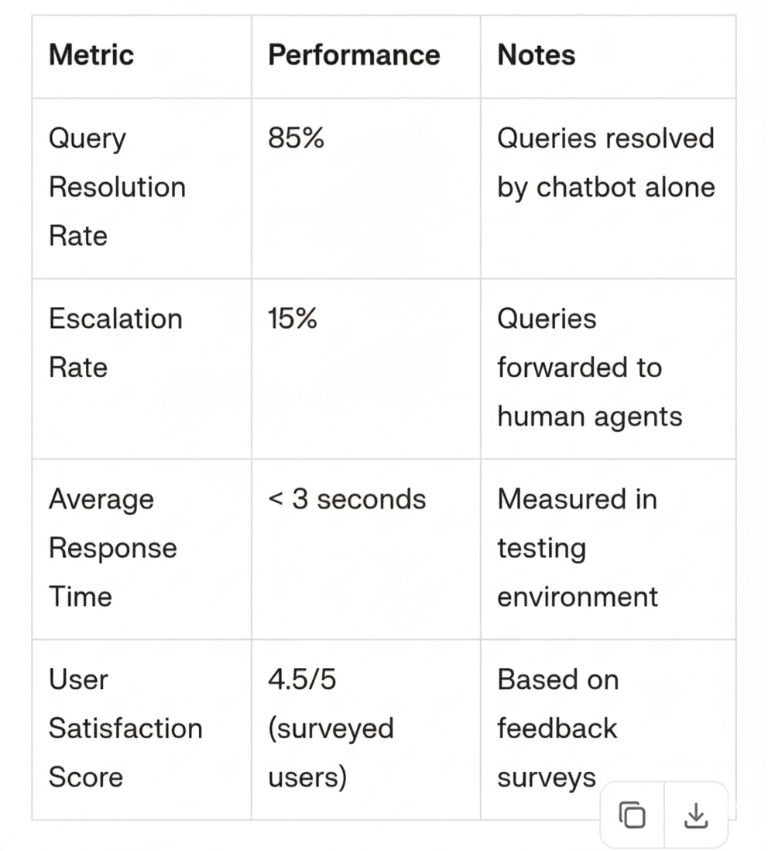 Metric
Performance
Notes
Query
Resolution
Rate
85%
Queries resolved
by chatbot alone
Escalation
Rate
15%
Queries
forwarded to
human agents
Average
Response
Time
< 3 seconds
Measured in
testing
environment
User
Satisfaction
Score
4.5/5
(surveyed
users)
Based on
feedback
surveys